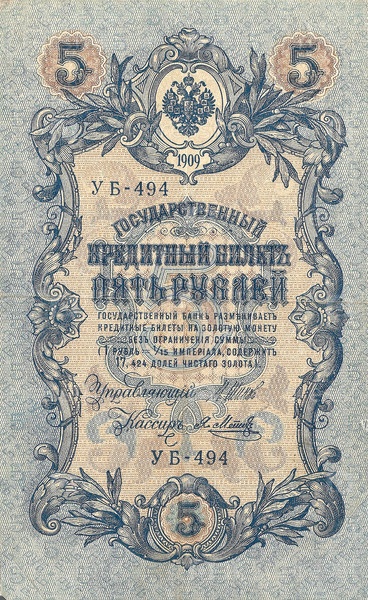 5 5
1909
УБ-494
ГОСУДАРСТВЕННЫЙ
КРЕДИТНЫЙ БИЛЕТЪ
ПЯТЬ РУБЛЕЙ
ГОСУДАРСТВЕННЫЙ БАНКЪ РАЗМѢНИВАЕТЪ
КРЕДИТНЫЕ БИЛЕТЫ НА ЗОЛОТУЮ МОНЕТУ
БЕЗЪ ОГРАНИЧЕНІЯ СУММЫ
(1 РУБЛЬ = 1/15 ИМПЕРІАЛА, СОДЕРЖИТЪ
17,424 ДОЛЕЙ ЧИСТАГО ЗОЛОТА).
Управляющій
Кассиръ
УБ-494
5